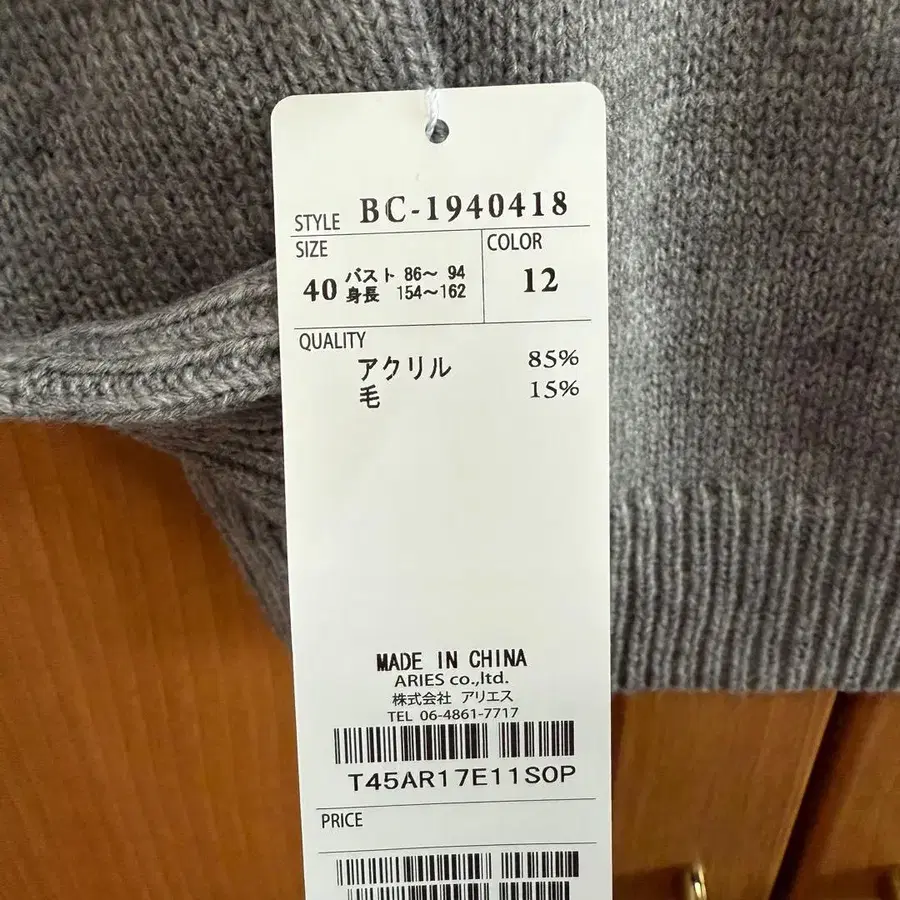 STYLE BC-1940418
SIZE
COLOR
40 バスト 86～ 94
身長 154～162
12
QUALITY
アクリル 85%
毛 15%
MADE IN CHINA
ARIES co.,ltd.
株式会社 アリエス
TEL 06-4861-7717
T45AR17E11SOP
PRICE